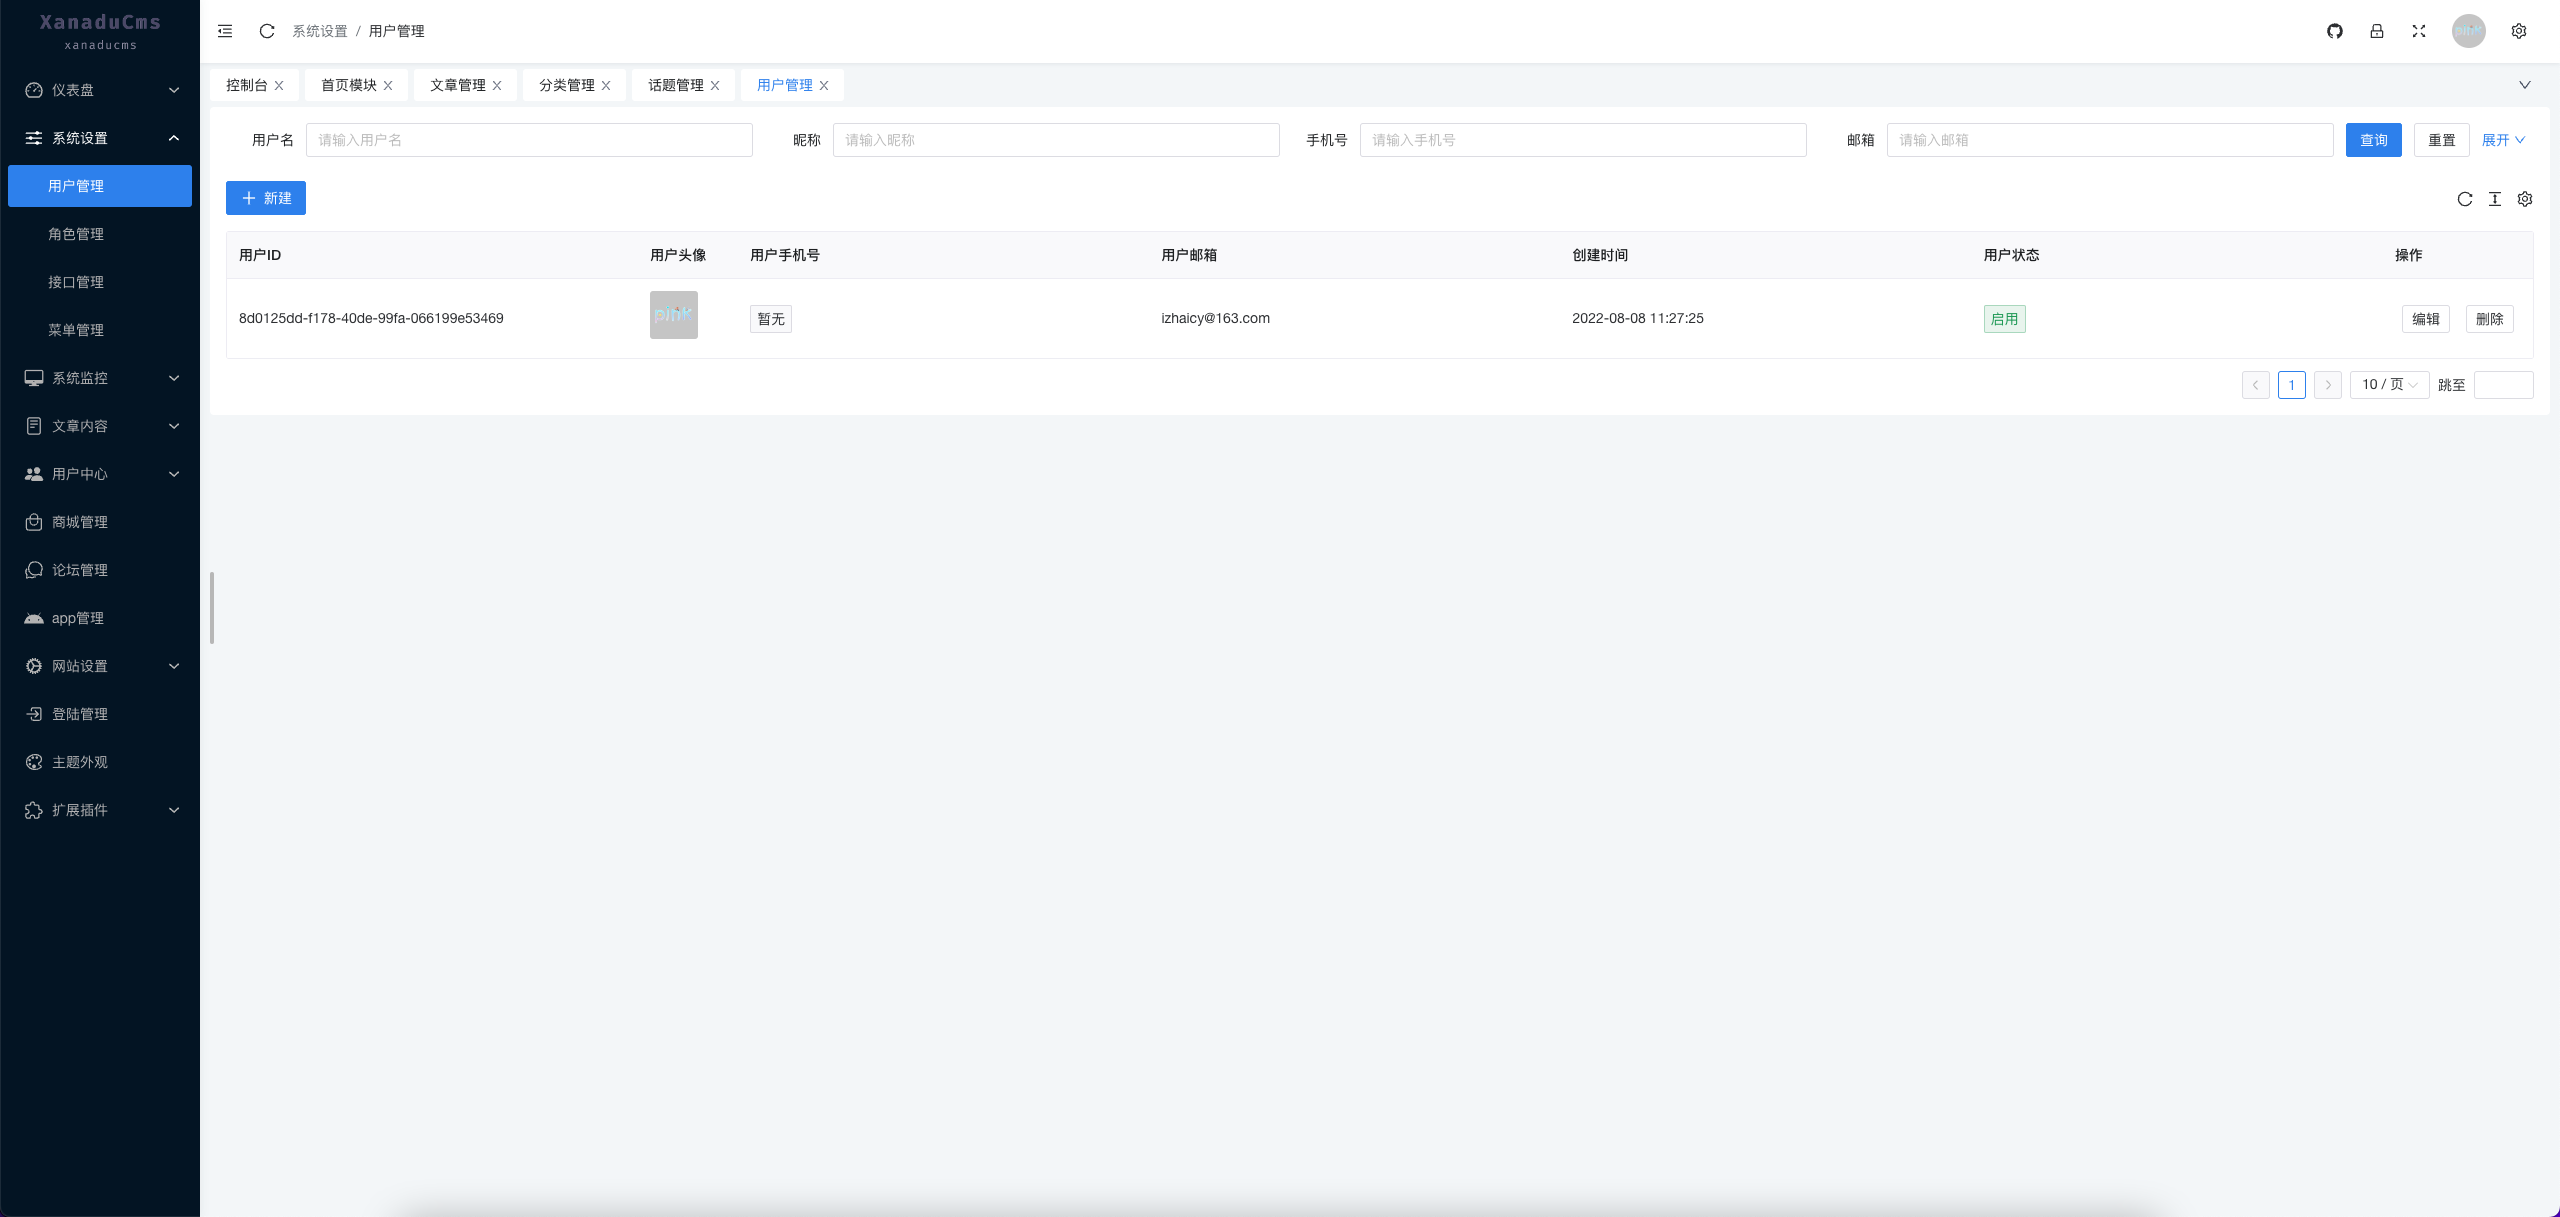 XanaduCms
xanaducms
仪表盘
系统设置
用户管理
角色管理
接口管理
菜单管理
系统监控
文章内容
用户中心
商城管理
论坛管理
app管理
网站设置
登陆管理
主题外观
扩展插件
系统设置 / 用户管理
控制台 首页模块 文章管理 分类管理 话题管理 用户管理
用户名 请输入用户名 昵称 请输入昵称 手机号 请输入手机号 邮箱 请输入邮箱 查询 重置 展开
新建
用户ID 用户头像 用户手机号 用户邮箱 创建时间 用户状态 操作
8d0125dd-f178-40de-99fa-066199e53469 暂无 izhaicy@163.com 2022-08-08 11:27:25 启用 编辑 删除
1 10 / 页 跳至